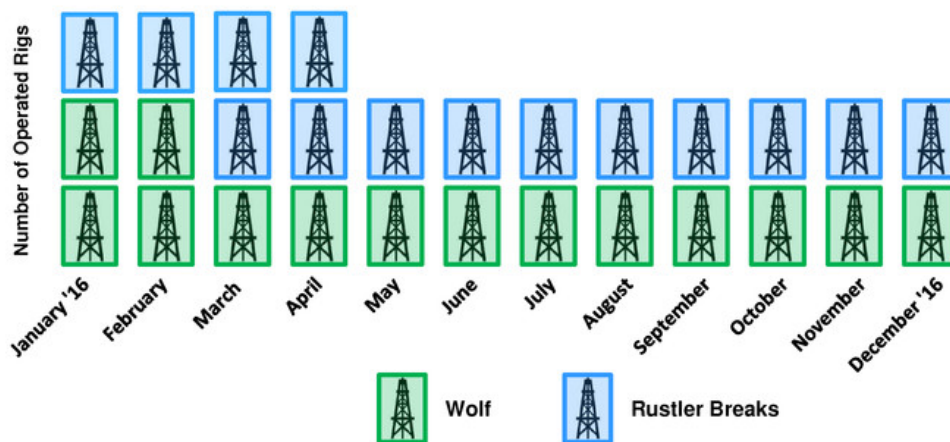 Number of Operated Rigs
January '16
February
March
April
May
June
July
August
September
October
November
December '16
Wolf
Rustler Breaks